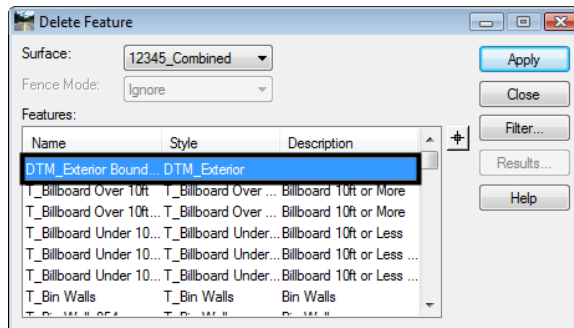 Delete Feature
Surface: 12345_Combined Apply
Fence Mode: Ignore Close
Features: Filter...
Name Style Description
Results...
DTM_Exterior Bound... DTM_Exterior
T_Billboard Over 10ft T_Billboard Over ... Billboard 10ft or More
Help
T_Billboard Over 10ft... T_Billboard Over ... Billboard 10ft or More
T_Billboard Under 10... T_Billboard Under... Billboard 10ft or Less
T_Billboard Under 10... T_Billboard Under... Billboard 10ft or Less ...
T_Billboard Under 10... T_Billboard Under... Billboard 10ft or Less ...
T_Bin Walls T_Bin Walls Bin Walls